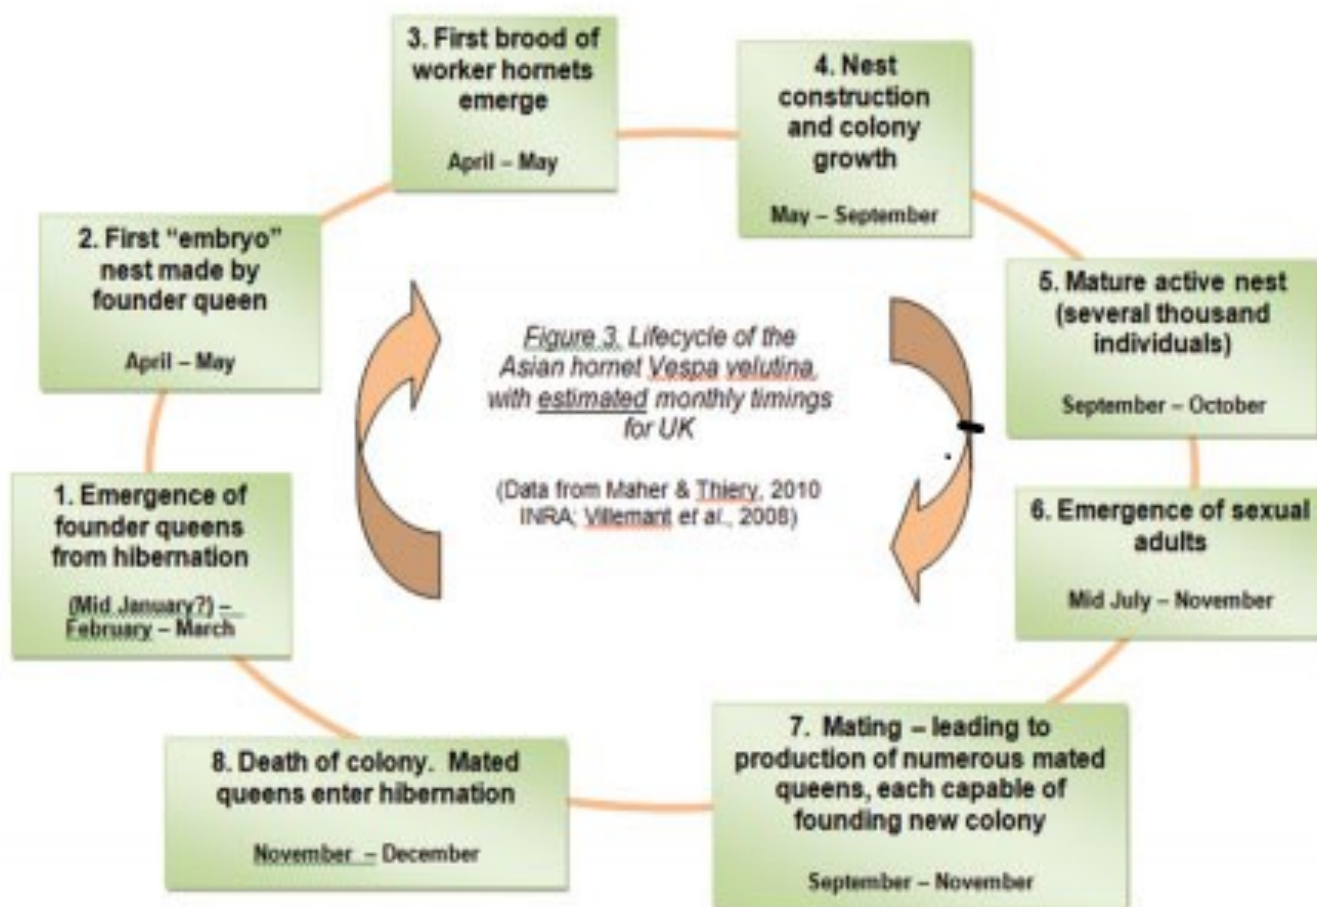 3. First brood of
worker hornets
emerge
April – May
4. Nest
construction
and colony
growth
May – September
2. First “embryo”
nest made by
founder queen
April – May
5. Mature active nest
(several thousand
individuals)
September – October
Figure 3. Lifecycle of the
Asian hornet Vespa velutina
with estimated monthly timings
for UK
(Data from Maher & Thiery, 2010
INRA; Villemant et al., 2008)
1. Emergence of
founder queens
from hibernation
(Mid January?) –
February – March
6. Emergence of sexual
adults
Mid July – November
7. Mating – leading to
production of numerous mated
queens, each capable of
founding new colony
September – November
8. Death of colony. Mated
queens enter hibernation
November – December